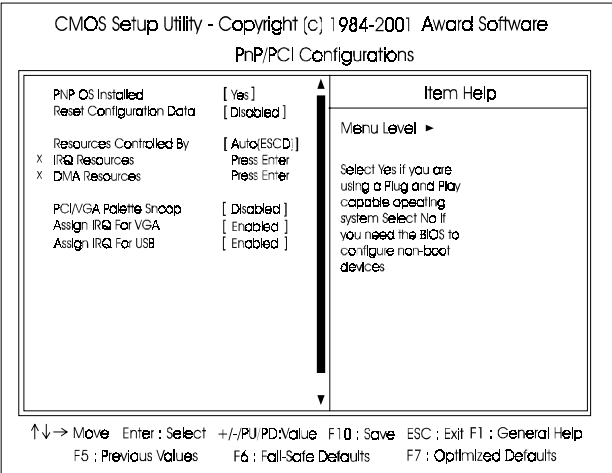 CMOS Setup Utility - Copyright (c) 1984-2001 Award Software
PnP/PCI Configurations
PNP OS Installed [ Yes ]
Reset Configuration Data [ Disabled ]
Resources Controlled By [ Auto(ESCD)]
X IRQ Resources Press Enter
X DMA Resources Press Enter
PCI/VGA Palette Snoop [ Disabled ]
Assign IRQ For VGA [ Enabled ]
Assign IRQ For USB [ Enabled ]
Item Help
Menu Level ►
Select Yes if you are
using a Plug and Play
capable opeating
system Select No if
you need the BIOS to
configure non-boot
devices
↑↓→ Move Enter : Select +/-/PU/PD:Value F10 : Save ESC : Exit F1 : General Help
F5 : Previous Values F6 : Fail-Safe Defaults F7 : Optimized Defaults